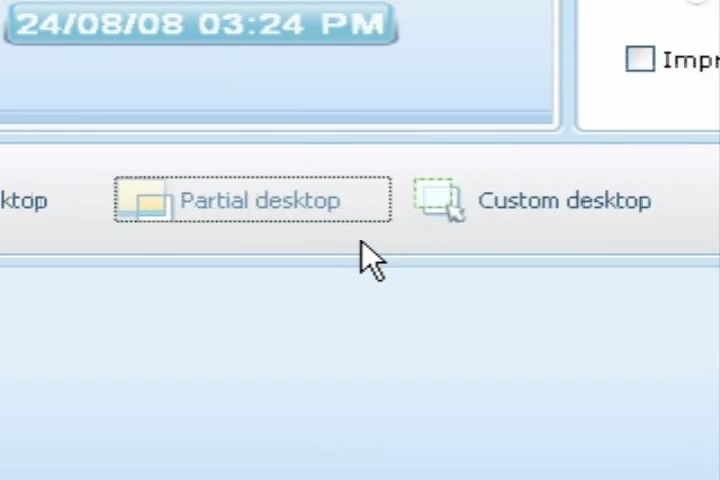 24/08/08 03:24 PM
Impr
ktop
Partial desktop
Custom desktop